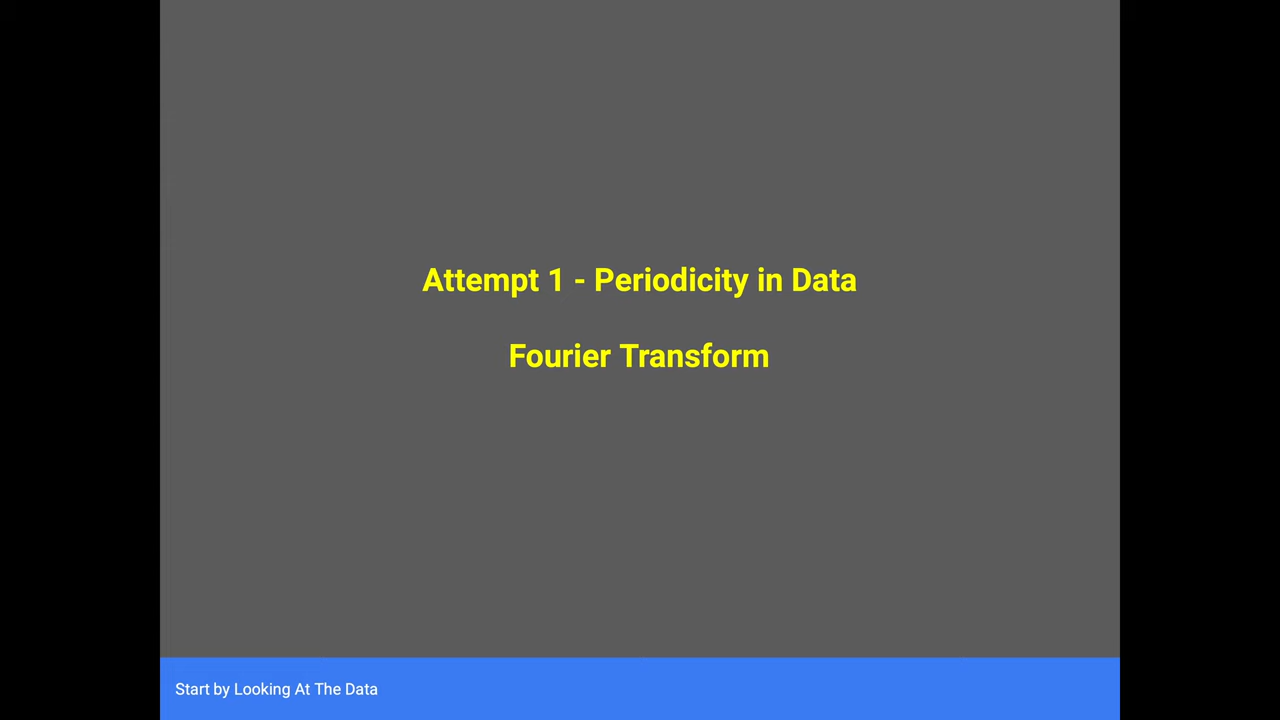 Attempt 1 - Periodicity in Data
Fourier Transform
Start by Looking At The Data